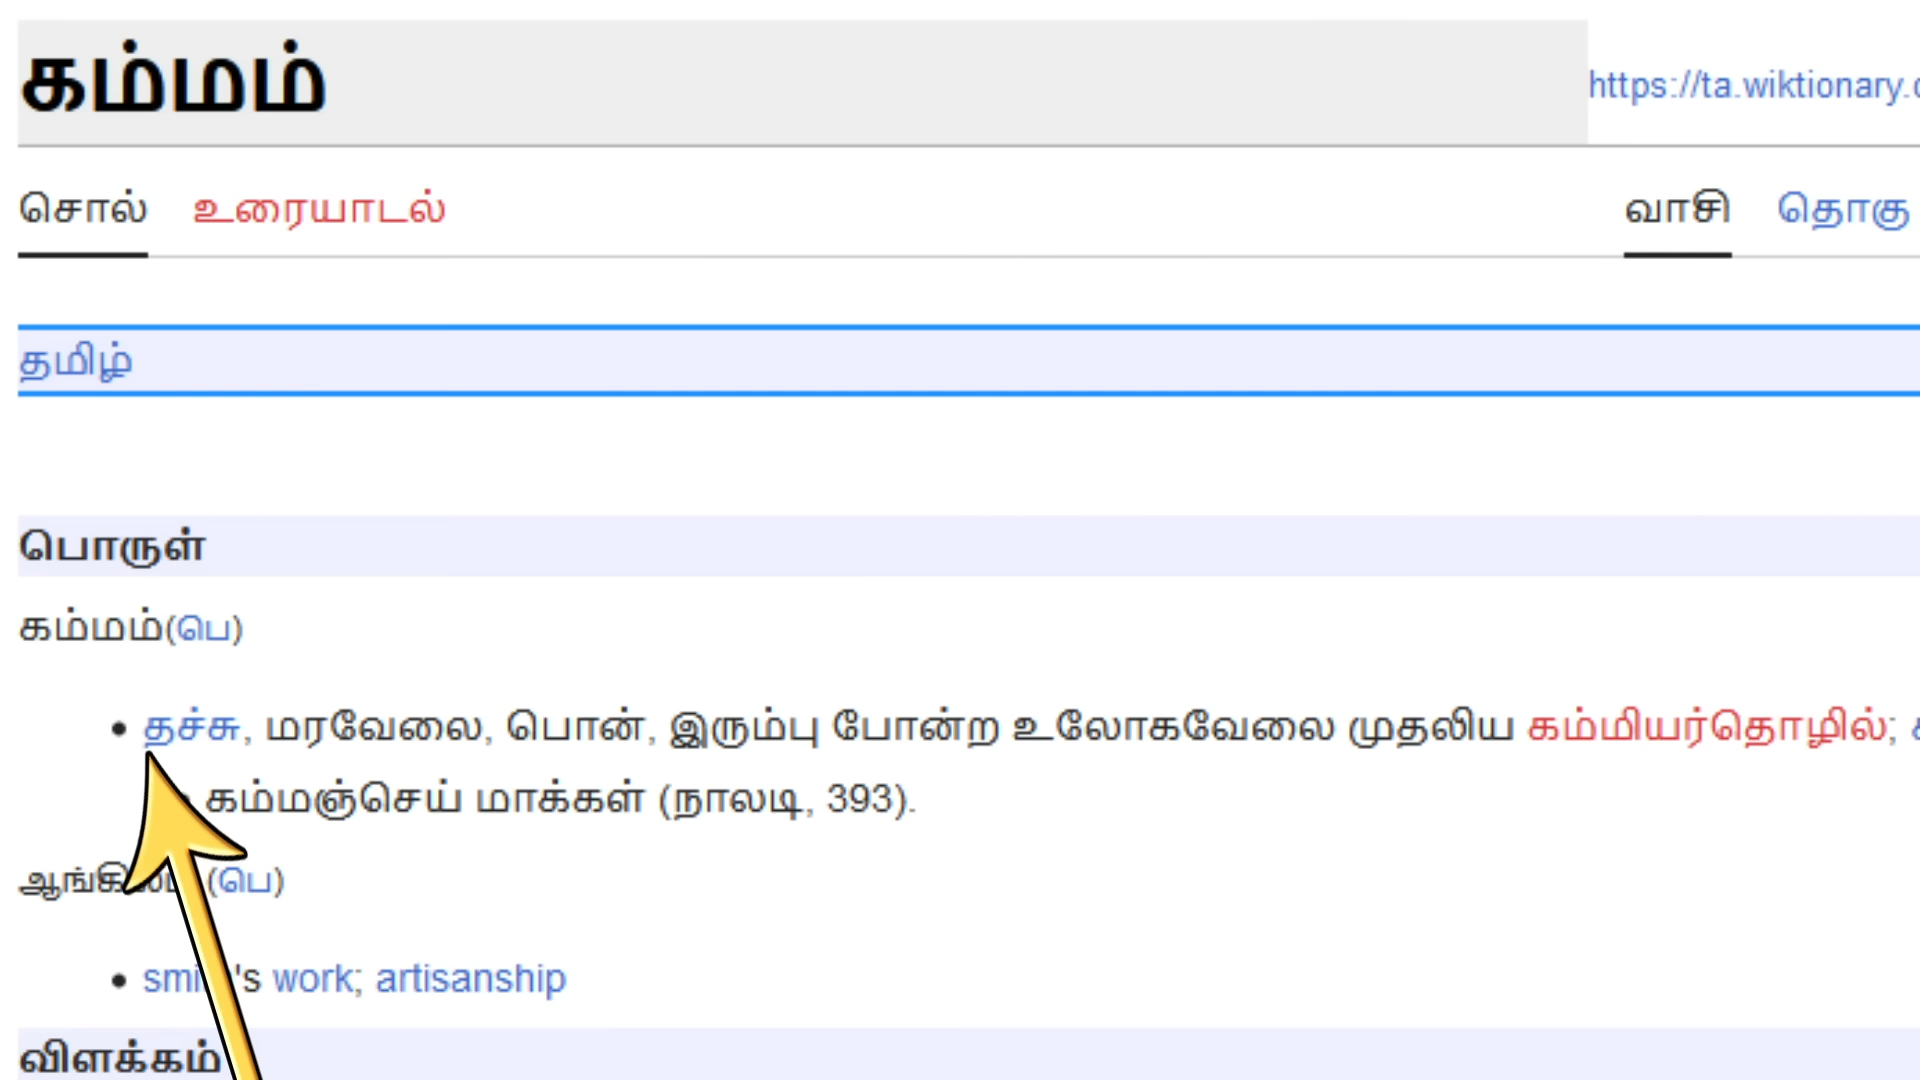 கம்மம்
https://ta.wiktionary.
சொல் உரையாடல் வாசி தொகு
தமிழ்
பொருள்
கம்மம்(பெ)
தச்சு, மரவேலை, பொன், இரும்பு போன்ற உலோகவேலை முதலிய கம்மியர்தொழில்;
கம்மஞ்செய் மாக்கள் (நாலடி, 393).
(பெ)
's work; artisanship
விளக்கம்